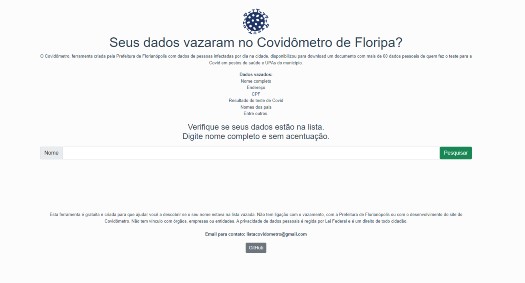 Seus dados vazaram no Covidômetro de Floripa?
O Covidômetro, ferramenta criada pela Prefeitura de Florianópolis com dados de pessoas infectadas por dia na cidade, disponibilizou para download um documento com mais de 60 dados pessoais de quem fez o teste para a
Covid em postos de saúde e UPAs do município.
Dados vazados:
Nome completo
Endereço
CPF
Resultado do teste de Covid
Nomes dos pais
Entre outros
Verifique se seus dados estão na lista.
Digite nome completo e sem acentuação.
Nome
Pesquisar
Esta ferramenta é gratuita e criada para que ajudar você a descobrir se o seu nome estava na lista vazada. Não tem ligação com o vazamento, com a Prefeitura de Florianópolis ou com o desenvolvimento do site do
Covidômetro. Não tem vínculo com órgãos, empresas ou entidades. A privacidade de dados pessoais é regida por Lei Federal e é um direito de todo cidadão.
Email para contato: listacovidometro@gmail.com
GitHub